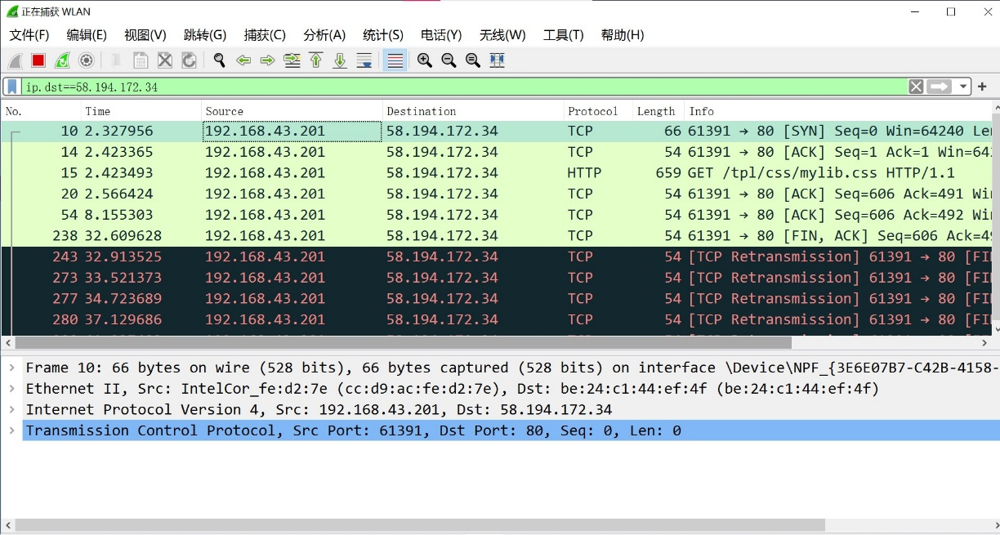 正在捕获 WLAN
文件(F) 编辑(E) 视图(V) 跳转(G) 捕获(C) 分析(A) 统计(S) 电话(Y) 无线(W) 工具(T) 帮助(H)
ip.dst==58.194.172.34
No. Time Source Destination Protocol Length Info
10 2.327956 192.168.43.201 58.194.172.34 TCP 66 61391 → 80 [SYN] Seq=0 Win=64240 Le
14 2.423365 192.168.43.201 58.194.172.34 TCP 54 61391 → 80 [ACK] Seq=1 Ack=1 Win=64
15 2.423493 192.168.43.201 58.194.172.34 HTTP 659 GET /tpl/css/mylib.css HTTP/1.1
20 2.566424 192.168.43.201 58.194.172.34 TCP 54 61391 → 80 [ACK] Seq=606 Ack=491 Wi
54 8.155303 192.168.43.201 58.194.172.34 TCP 54 61391 → 80 [ACK] Seq=606 Ack=492 Wi
238 32.609628 192.168.43.201 58.194.172.34 TCP 54 61391 → 80 [FIN, ACK] Seq=606 Ack=49
243 32.913525 192.168.43.201 58.194.172.34 TCP 54 [TCP Retransmission] 61391 → 80 [FI
273 33.521373 192.168.43.201 58.194.172.34 TCP 54 [TCP Retransmission] 61391 → 80 [FI
277 34.723689 192.168.43.201 58.194.172.34 TCP 54 [TCP Retransmission] 61391 → 80 [FI
280 37.129686 192.168.43.201 58.194.172.34 TCP 54 [TCP Retransmission] 61391 → 80 [FI
Frame 10: 66 bytes on wire (528 bits), 66 bytes captured (528 bits) on interface \Device\NPF_{3E6E07B7-C42B-4158-
Ethernet II, Src: IntelCor_fe:d2:7e (cc:d9:ac:fe:d2:7e), Dst: be:24:c1:44:ef:4f (be:24:c1:44:ef:4f)
Internet Protocol Version 4, Src: 192.168.43.201, Dst: 58.194.172.34
Transmission Control Protocol, Src Port: 61391, Dst Port: 80, Seq: 0, Len: 0